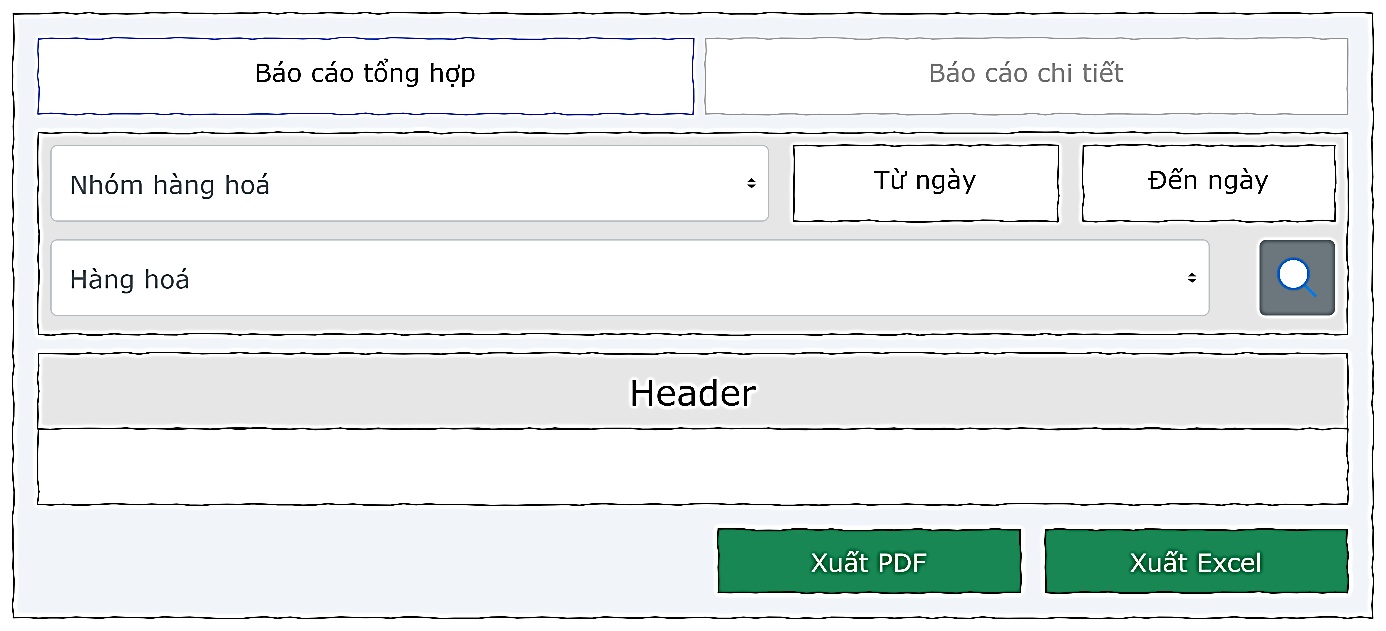 Báo cáo tổng hợp
Báo cáo chi tiết
Nhóm hàng hoá
Từ ngày
Đến ngày
Hàng hoá
Header
Xuất PDF
Xuất Excel